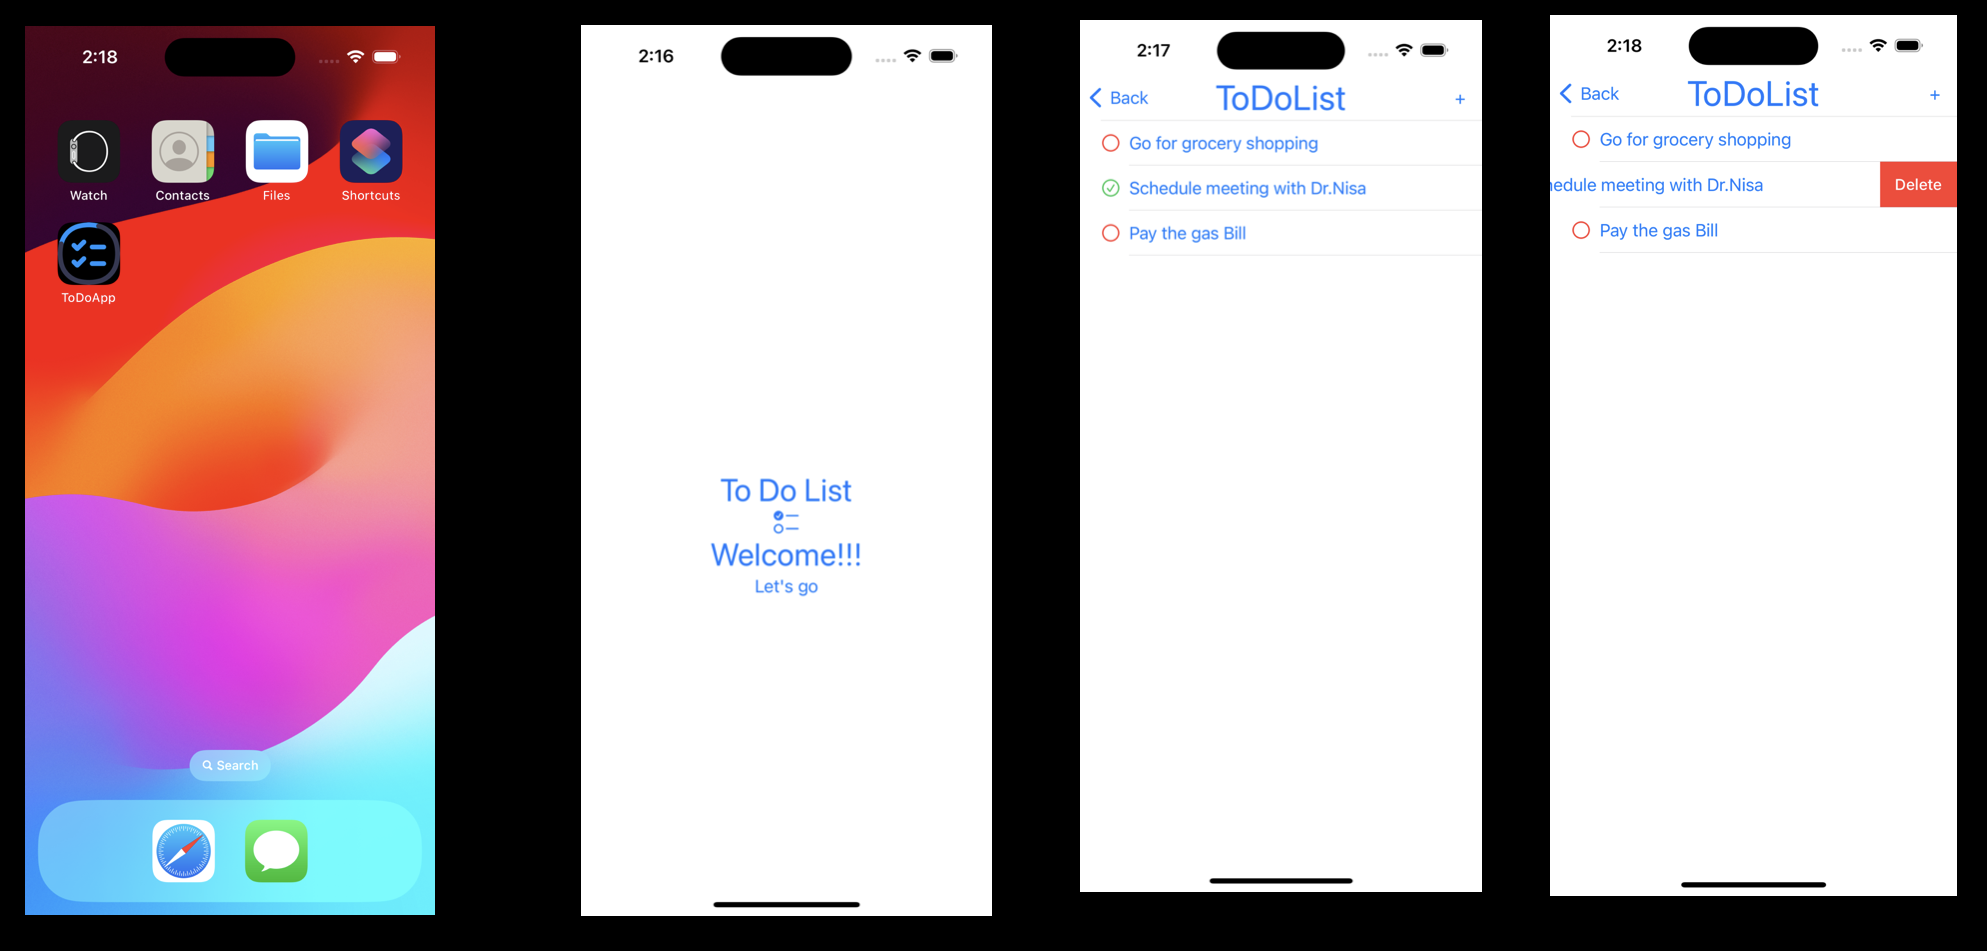 2:18
Watch
Contacts
Files
Shortcuts
ToDoApp
Search
2:16
To Do List
Welcome!!!
Let's go
2:17
Back
ToDoList
+
Go for grocery shopping
Schedule meeting with Dr.Nisa
Pay the gas Bill
2:18
Back
ToDoList
+
Go for grocery shopping
hedule meeting with Dr.Nisa
Delete
Pay the gas Bill